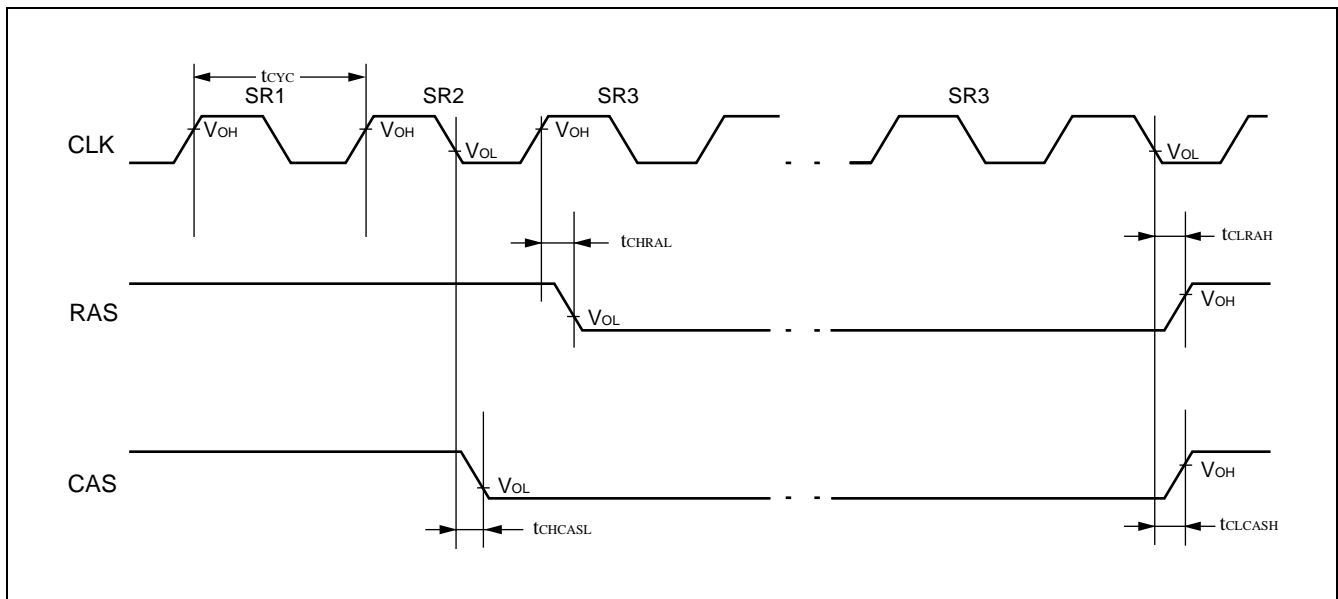 tCYC
SR1 SR2 SR3 SR3
CLK VOH VOH VOL VOH VOL
tCHRAL tCLRAH
RAS VOL VOH
CAS VOL VOH
tCHCASL tCLCASH